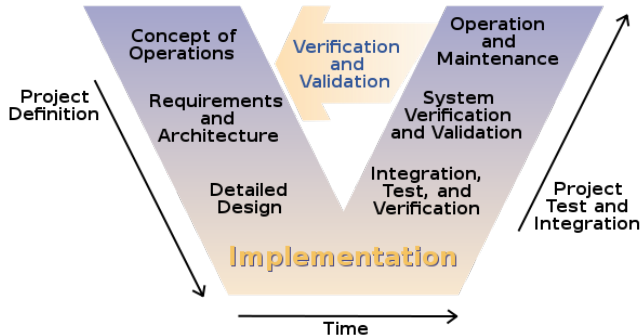 Concept of
Operations
Verification
and
Validation
Operation
and
Maintenance
Project
Definition
Requirements
and
Architecture
System
Verification
and Validation
Detailed
Design
Integration,
Test, and
Verification
Project
Test and
Integration
Implementation
Time